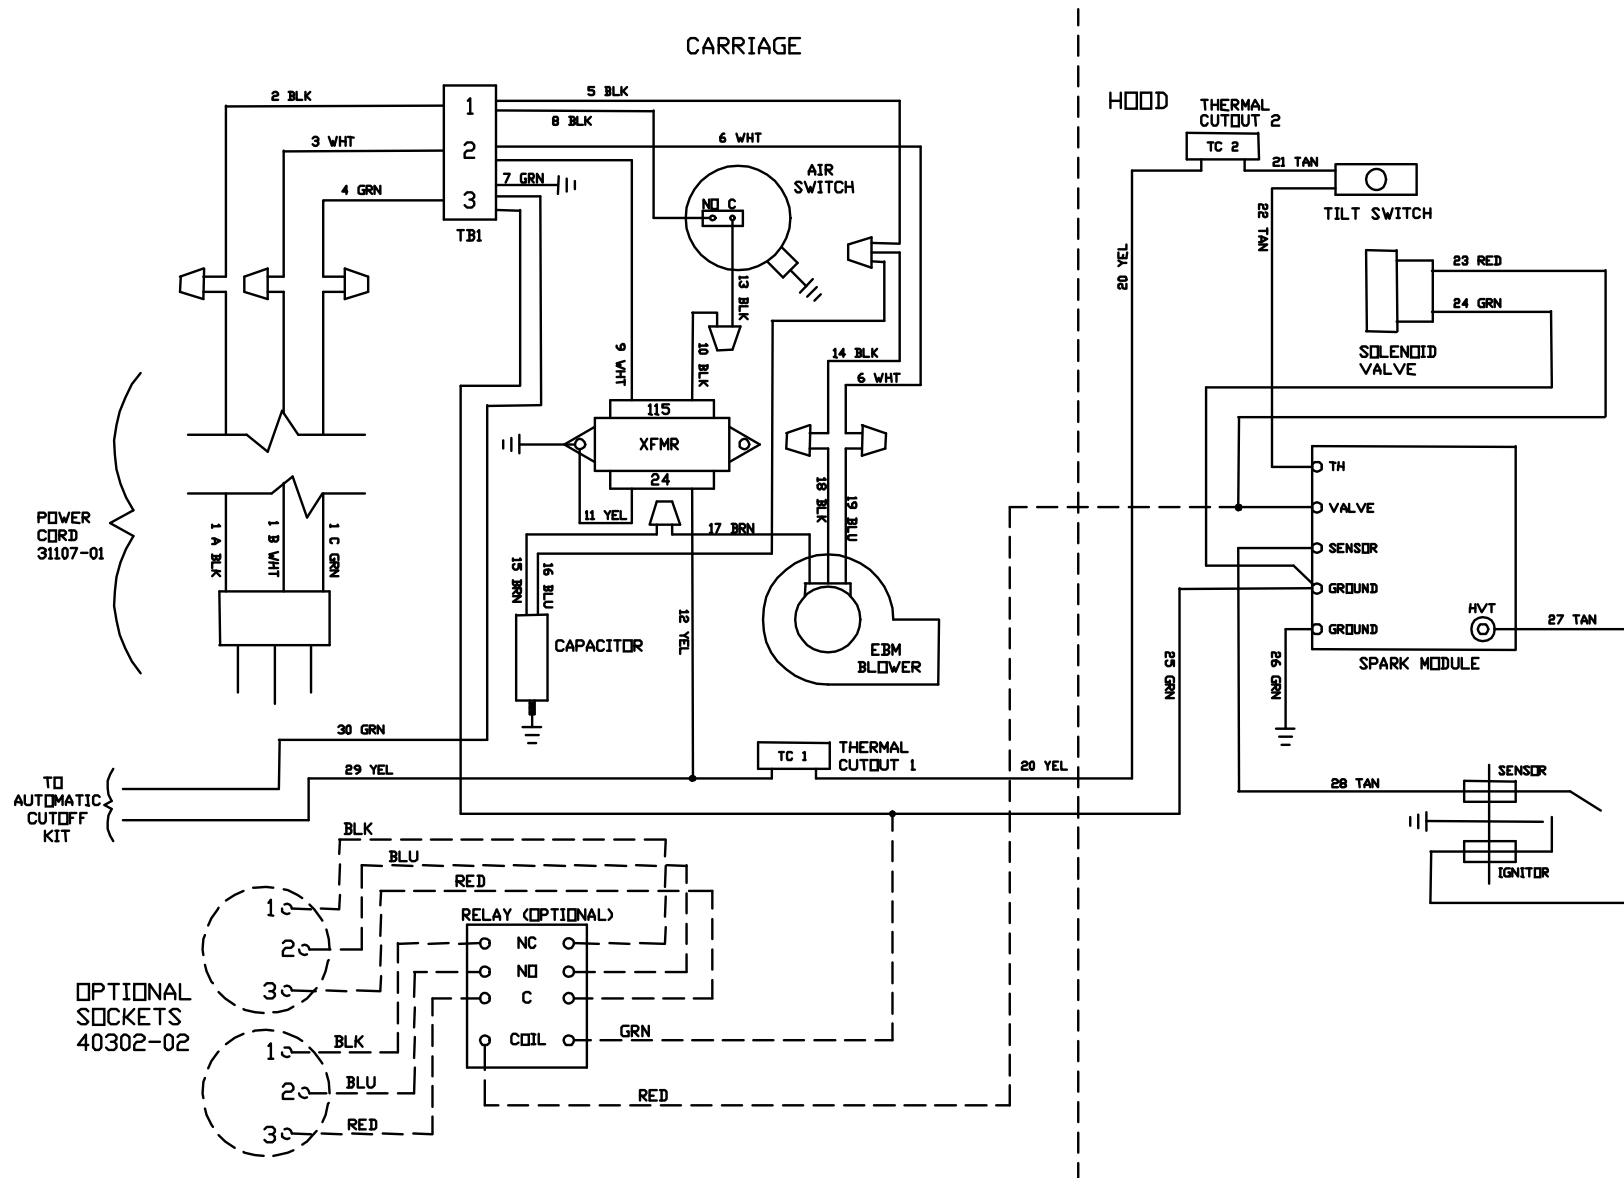 CARRIAGE
HOOD
2 BLK
3 WHT
4 GRN
1
2
3
TB1
5 BLK
8 BLK
6 WHT
7 GRN
NO C
AIR
SWITCH
13 BLK
10 BLK
9 WHT
14 BLK
6 WHT
115
XFMR
24
11 YEL
17 BRN
18 BLK
19 BLU
15 BRN
16 BLU
12 YEL
CAPACITOR
EBM
BLOWER
POWER
CORD
31107-01
1 A BLK
1 B WHT
1 C GRN
30 GRN
29 YEL
TO
AUTOMATIC
CUTOFF
KIT
TC 1
THERMAL
CUTOUT 1
20 YEL
THERMAL
CUTOUT 2
TC 2
21 TAN
22 TAN
20 YEL
TILT SWITCH
23 RED
24 GRN
SOLENOID
VALVE
TH
VALVE
SENSOR
GROUND
GROUND
HVT
27 TAN
SPARK MODULE
25 GRN
26 GRN
28 TAN
SENSOR
IGNITOR
BLK
BLU
RED
1
2
3
OPTIONAL
SOCKETS
40302-02
1
2
3
BLK
BLU
RED
RELAY (OPTIONAL)
NC
NO
C
COIL
GRN
RED